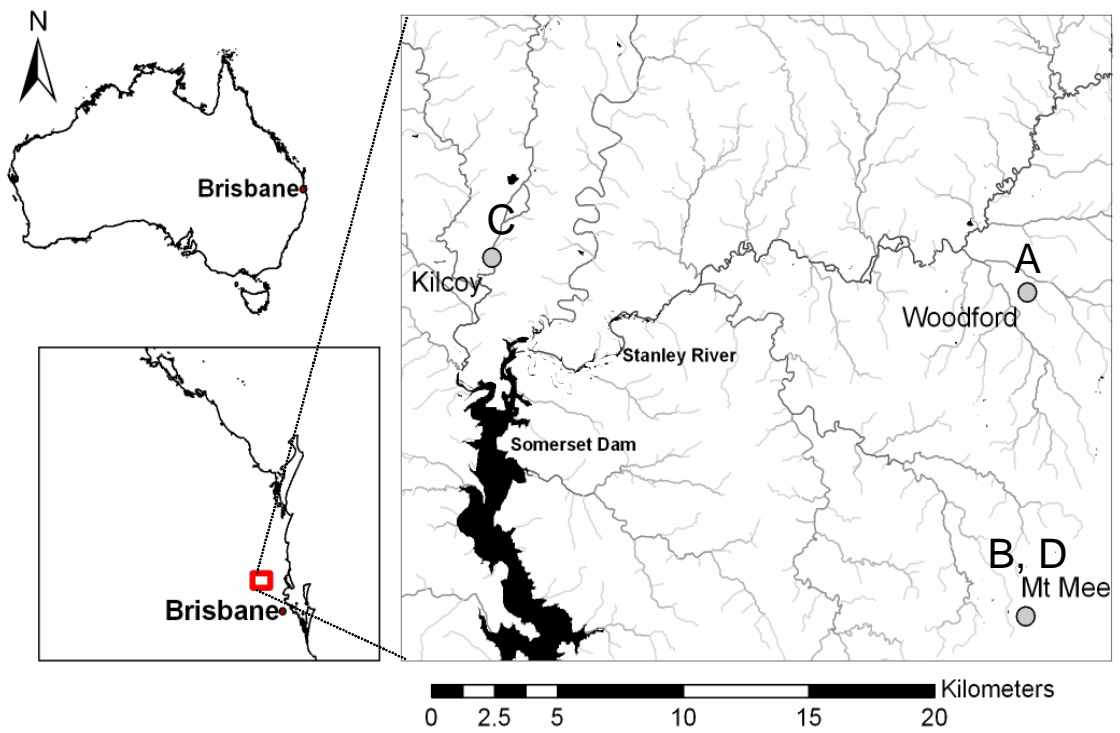 N
Brisbane
Brisbane
C
Kilcoy
A
Woodford
Stanley River
Somerset Dam
B, D
Mt Mee
Kilometers
0 2.5 5 10 15 20